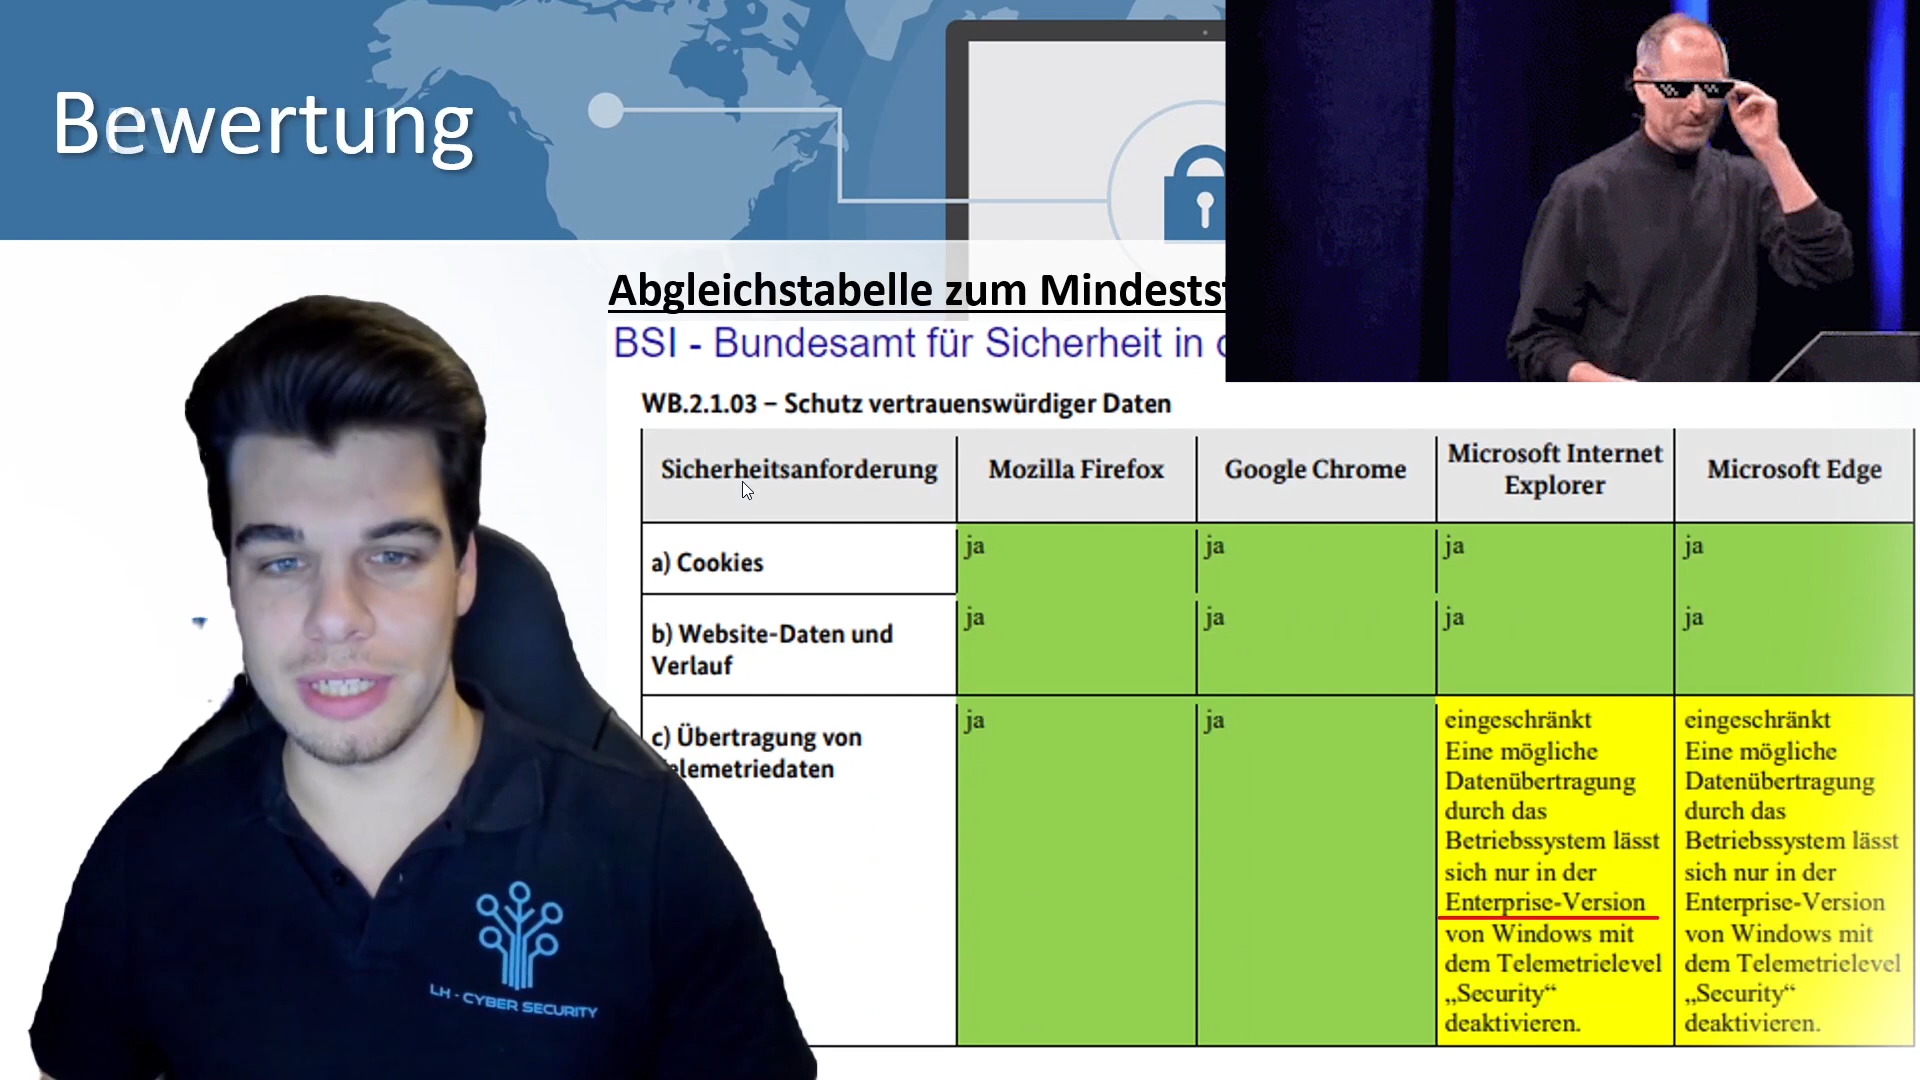 Bewertung
Abgleichstabelle zum
BSI - Bundesamt für Sicherheit in
WB.2.1.03 – Schutz vertrauenswürdiger Daten
Sicherheitsanforderung
Mozilla Firefox
Google Chrome
Microsoft Internet
Explorer
Microsoft Edge
a) Cookies
ja
ja
ja
ja
b) Website-Daten und
Verlauf
ja
ja
ja
ja
c) Übertragung von
elemetriedaten
ja
ja
eingeschränkt
Eine mögliche
Datenübertragung
durch das
Betriebssystem lässt
sich nur in der
Enterprise-Version
von Windows mit
dem Telemetrielevel
„Security“
deaktivieren.
eingeschränkt
Eine mögliche
Datenübertragung
durch das
Betriebssystem lässt
sich nur in der
Enterprise-Version
von Windows mit
dem Telemetrielevel
„Security“
deaktivieren.
LH - CYBER SECURITY